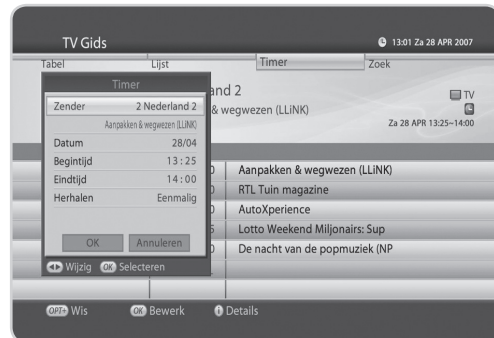 TV Gids
13:01 Za 28 APR 2007
Tabel Lijst Timer Zoek
Timer
Zender 2 Nederland 2
Aanpakken & wegwezen (LLiNK)
Datum 28/04
Begintijd 13:25
Eindtijd 14:00
Herhalen Eenmalig
OK Annuleren
Wijzig OK Selecteren
nd 2
& wegwezen (LLiNK)
TV
Za 28 APR 13:25~14:00
Aanpakken & wegwezen (LLiNK)
RTL Tuin magazine
AutoXperience
Lotto Weekend Miljonairs: Sup
De nacht van de popmuziek (NP
OPT+ Wis OK Bewerk i Details